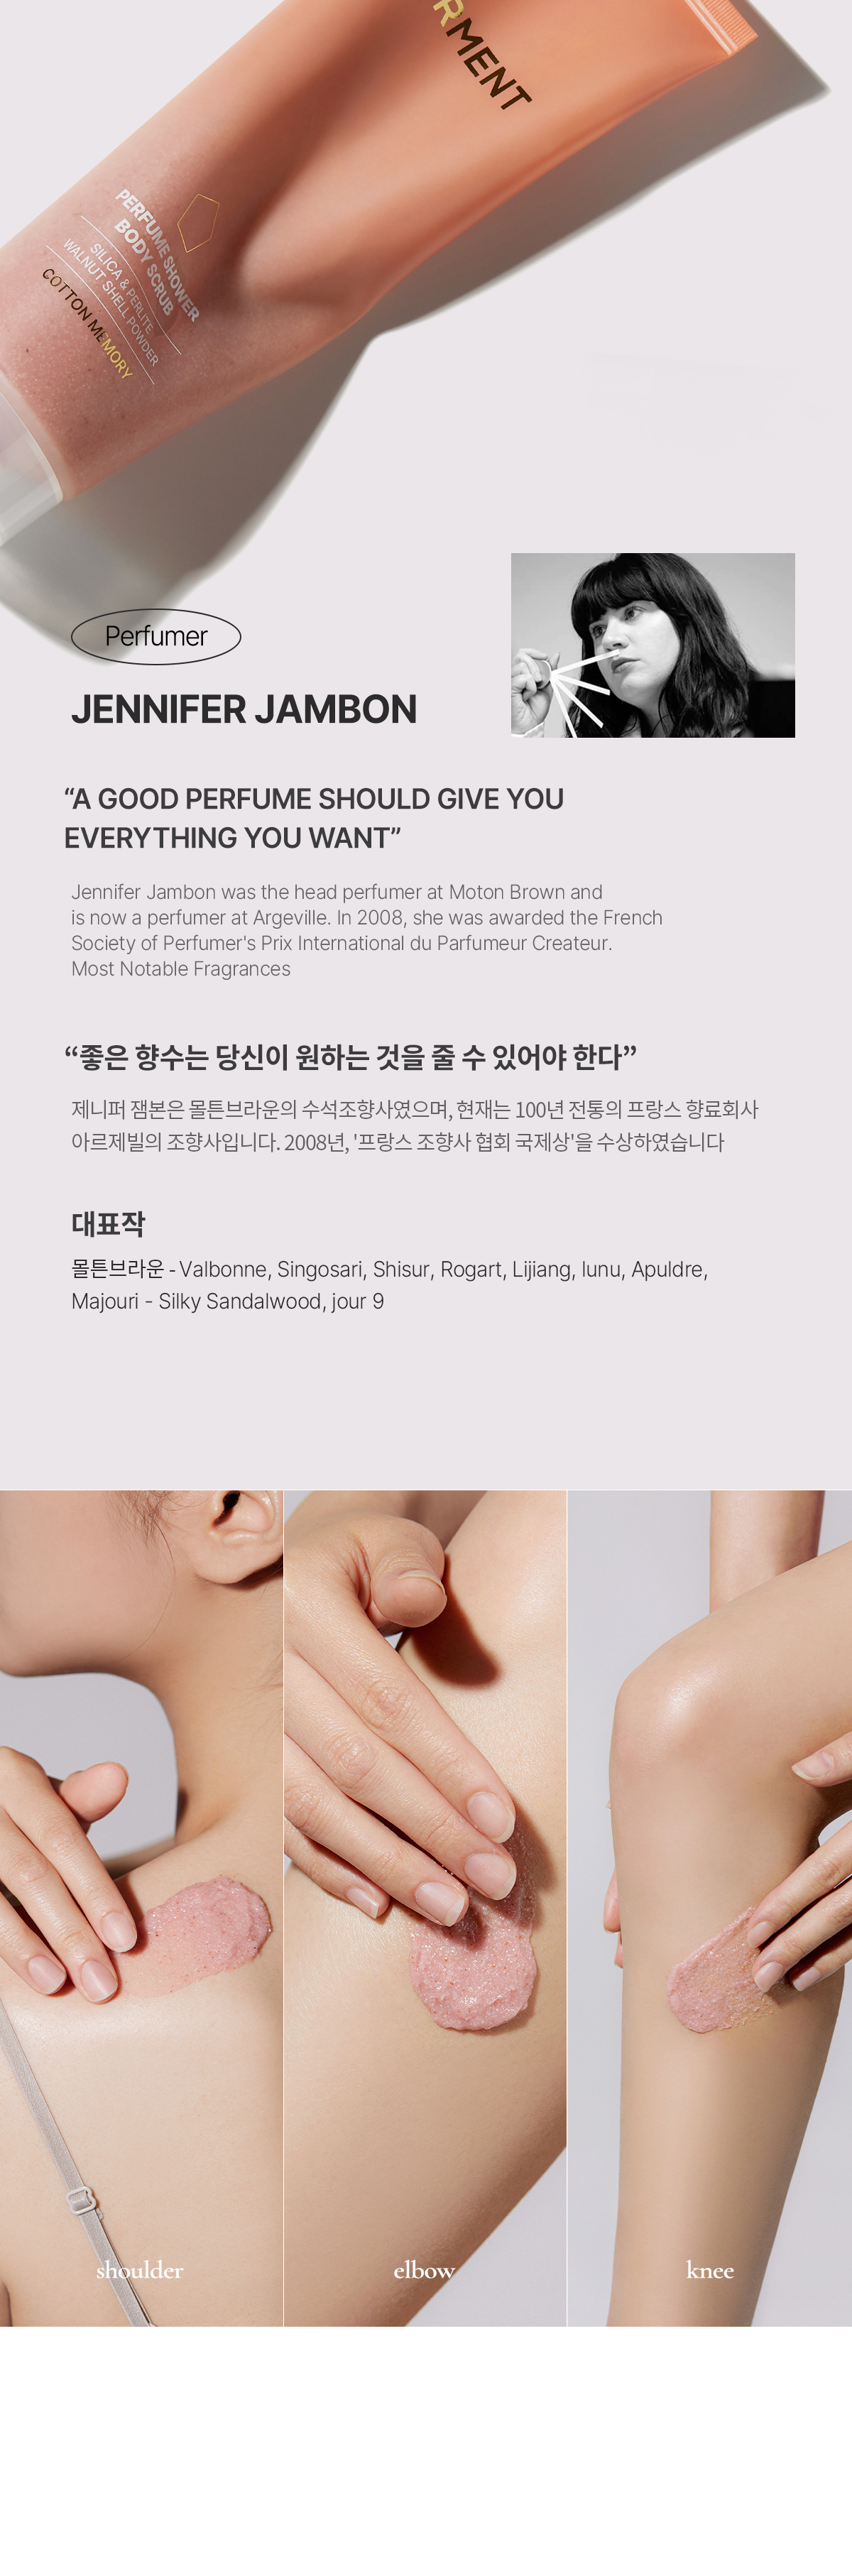 RMENT
PERFUME SHOWER
BODY SCRUB
SILICA & PERLITE
WALNUT SHELL POWDER
COTTON MEMORY
Perfumer
JENNIFER JAMBON
“A GOOD PERFUME SHOULD GIVE YOU
EVERYTHING YOU WANT”
Jennifer Jambon was the head perfumer at Moton Brown and
is now a perfumer at Argeville. In 2008, she was awarded the French
Society of Perfumer's Prix International du Parfumeur Createur.
Most Notable Fragrances
“좋은 향수는 당신이 원하는 것을 줄 수 있어야 한다”
제니퍼 잼본은 몰튼브라운의 수석조향사였으며, 현재는 100년 전통의 프랑스 향료회사
아르제빌의 조향사입니다. 2008년, '프랑스 조향사 협회 국제상'을 수상하였습니다
대표작
몰튼브라운 - Valbonne, Singosari, Shisur, Rogart, Lijiang, Iunu, Apuldre,
Majouri - Silky Sandalwood, jour 9
shoulder
elbow
knee